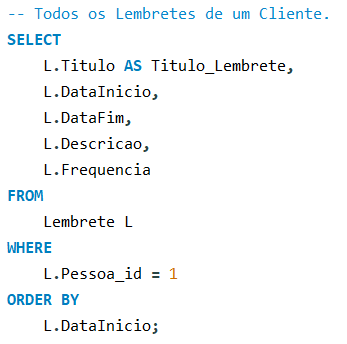 -- Todos os Lembretes de um Cliente.
SELECT
    L.Titulo AS Titulo_Lembrete,
    L.DataInicio,
    L.DataFim,
    L.Descricao,
    L.Frequencia
FROM
    Lembrete L
WHERE
    L.Pessoa_id = 1
ORDER BY
    L.DataInicio;